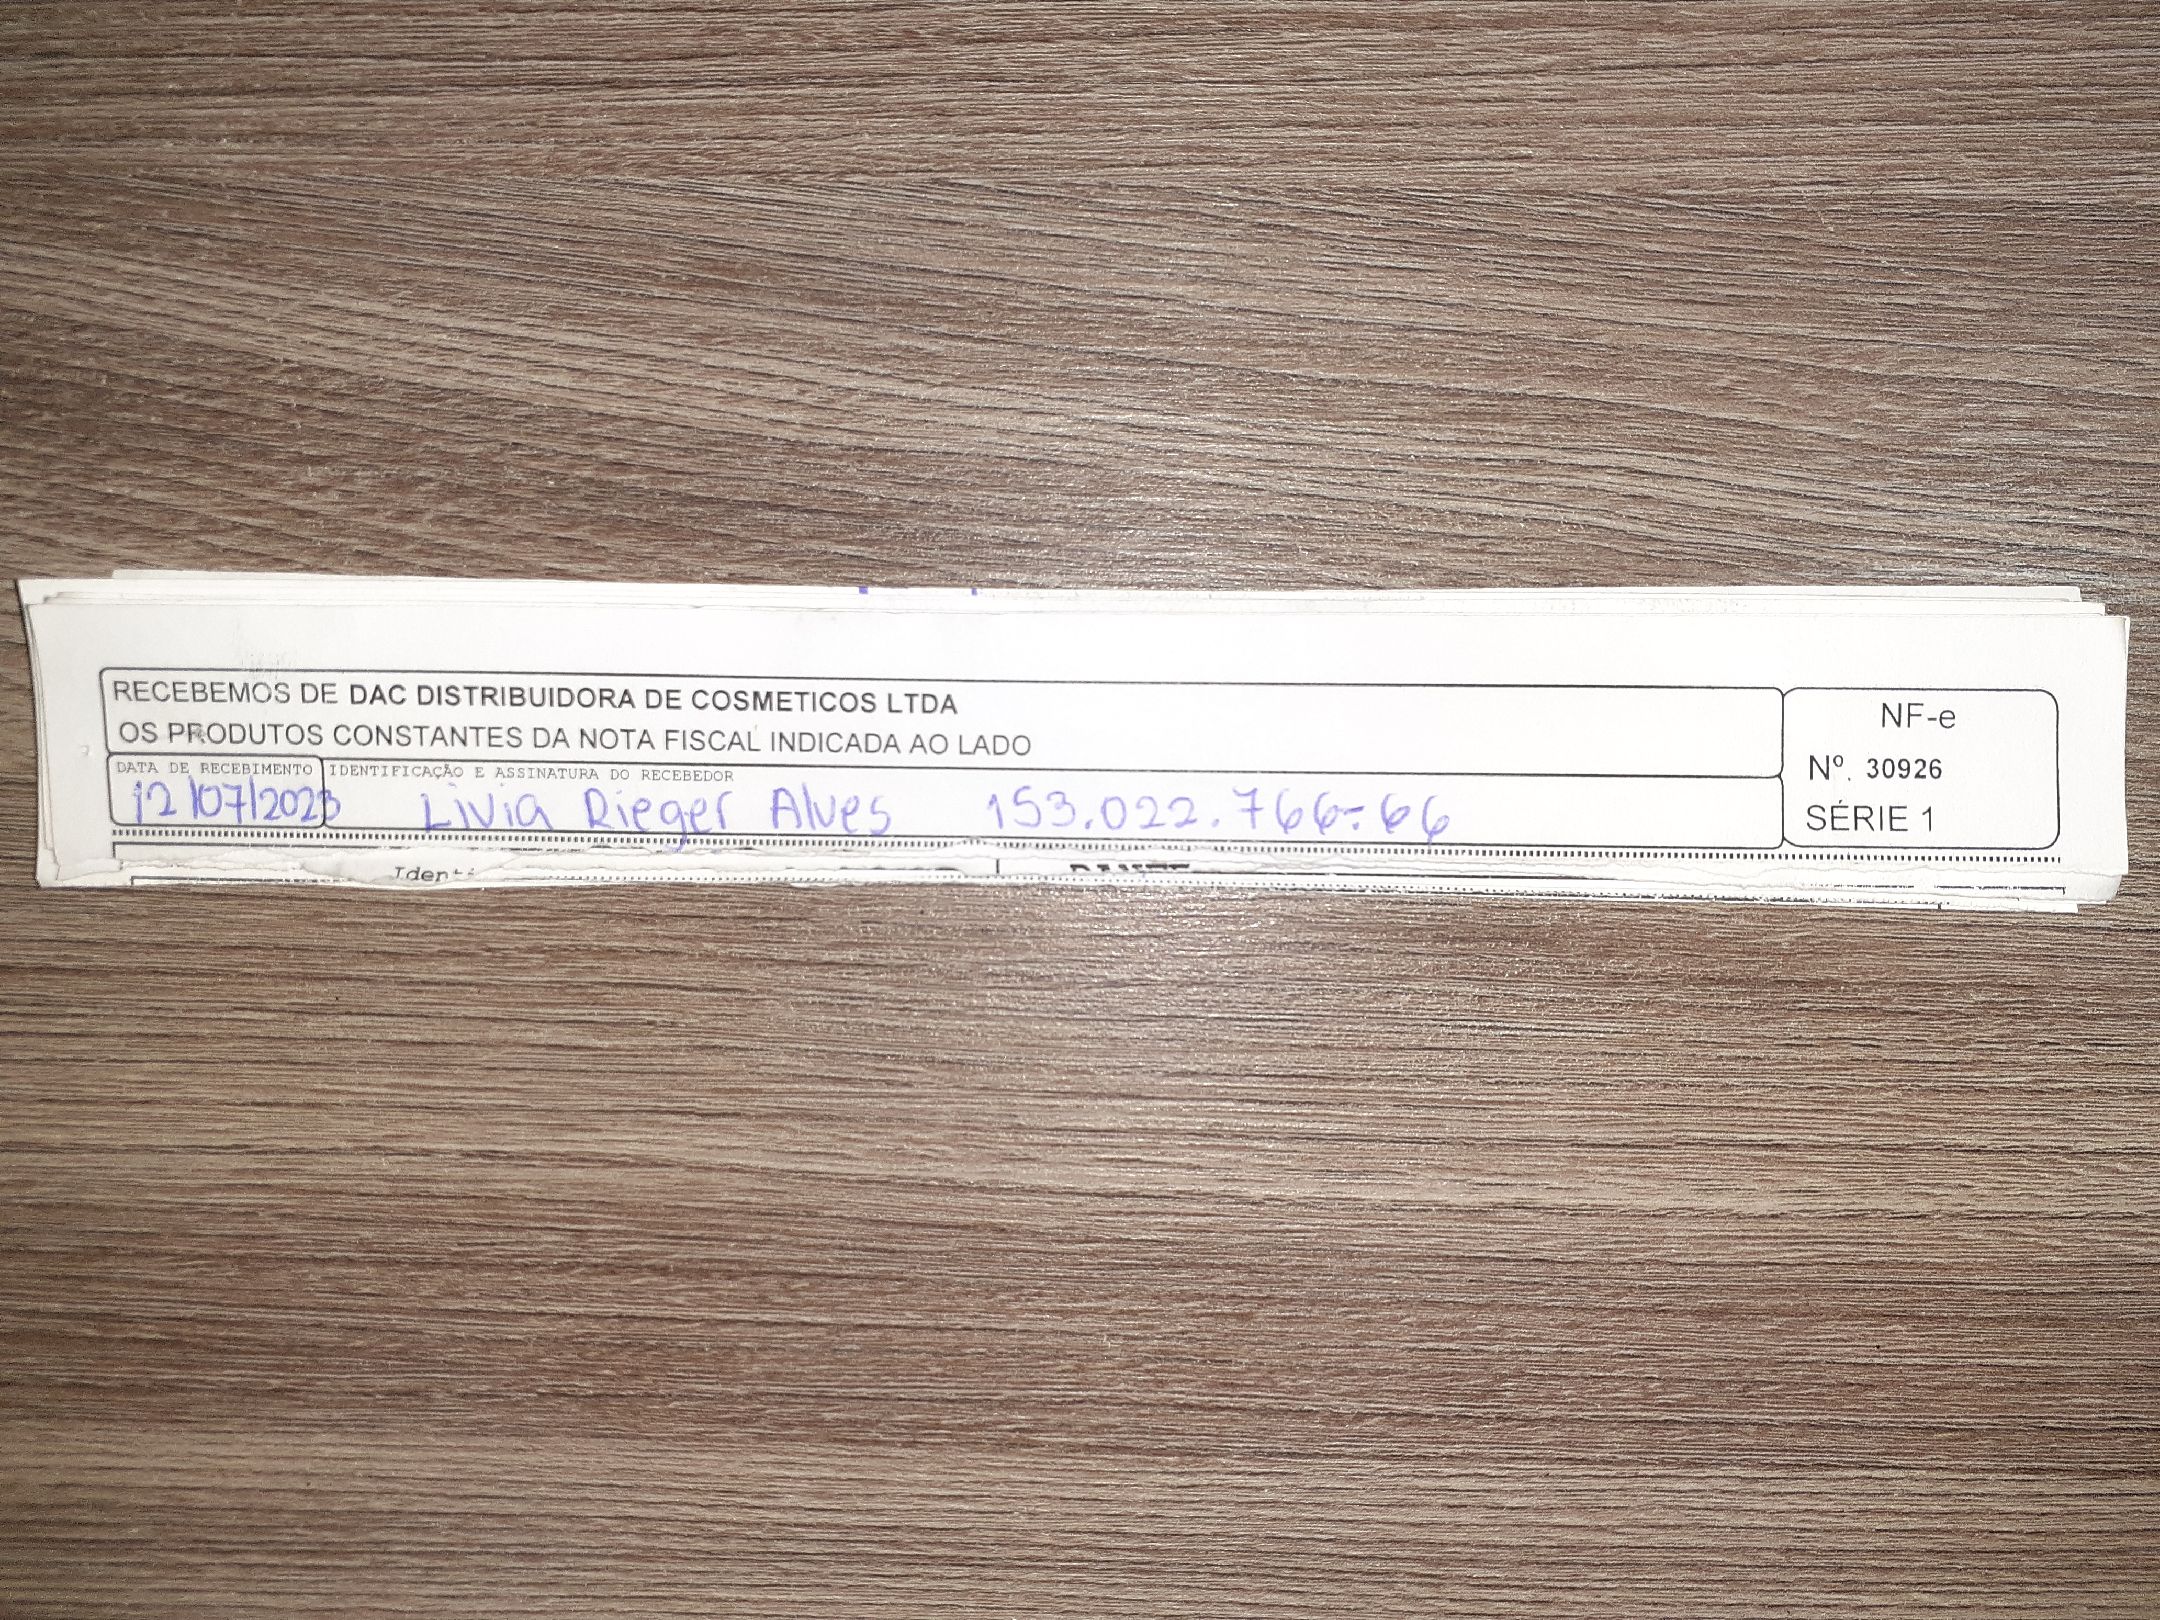 RECEBEMOS DE DAC DISTRIBUIDORA DE COSMETICOS LTDA
OS PRODUTOS CONSTANTES DA NOTA FISCAL INDICADA AO LADO
DATA DE RECEBIMENTO
12/07/2023
IDENTIFICAÇÃO E ASSINATURA DO RECEBEDOR
Livia Rieger Alves 153.022.766-66
NF-e
Nº. 30926
SÉRIE 1